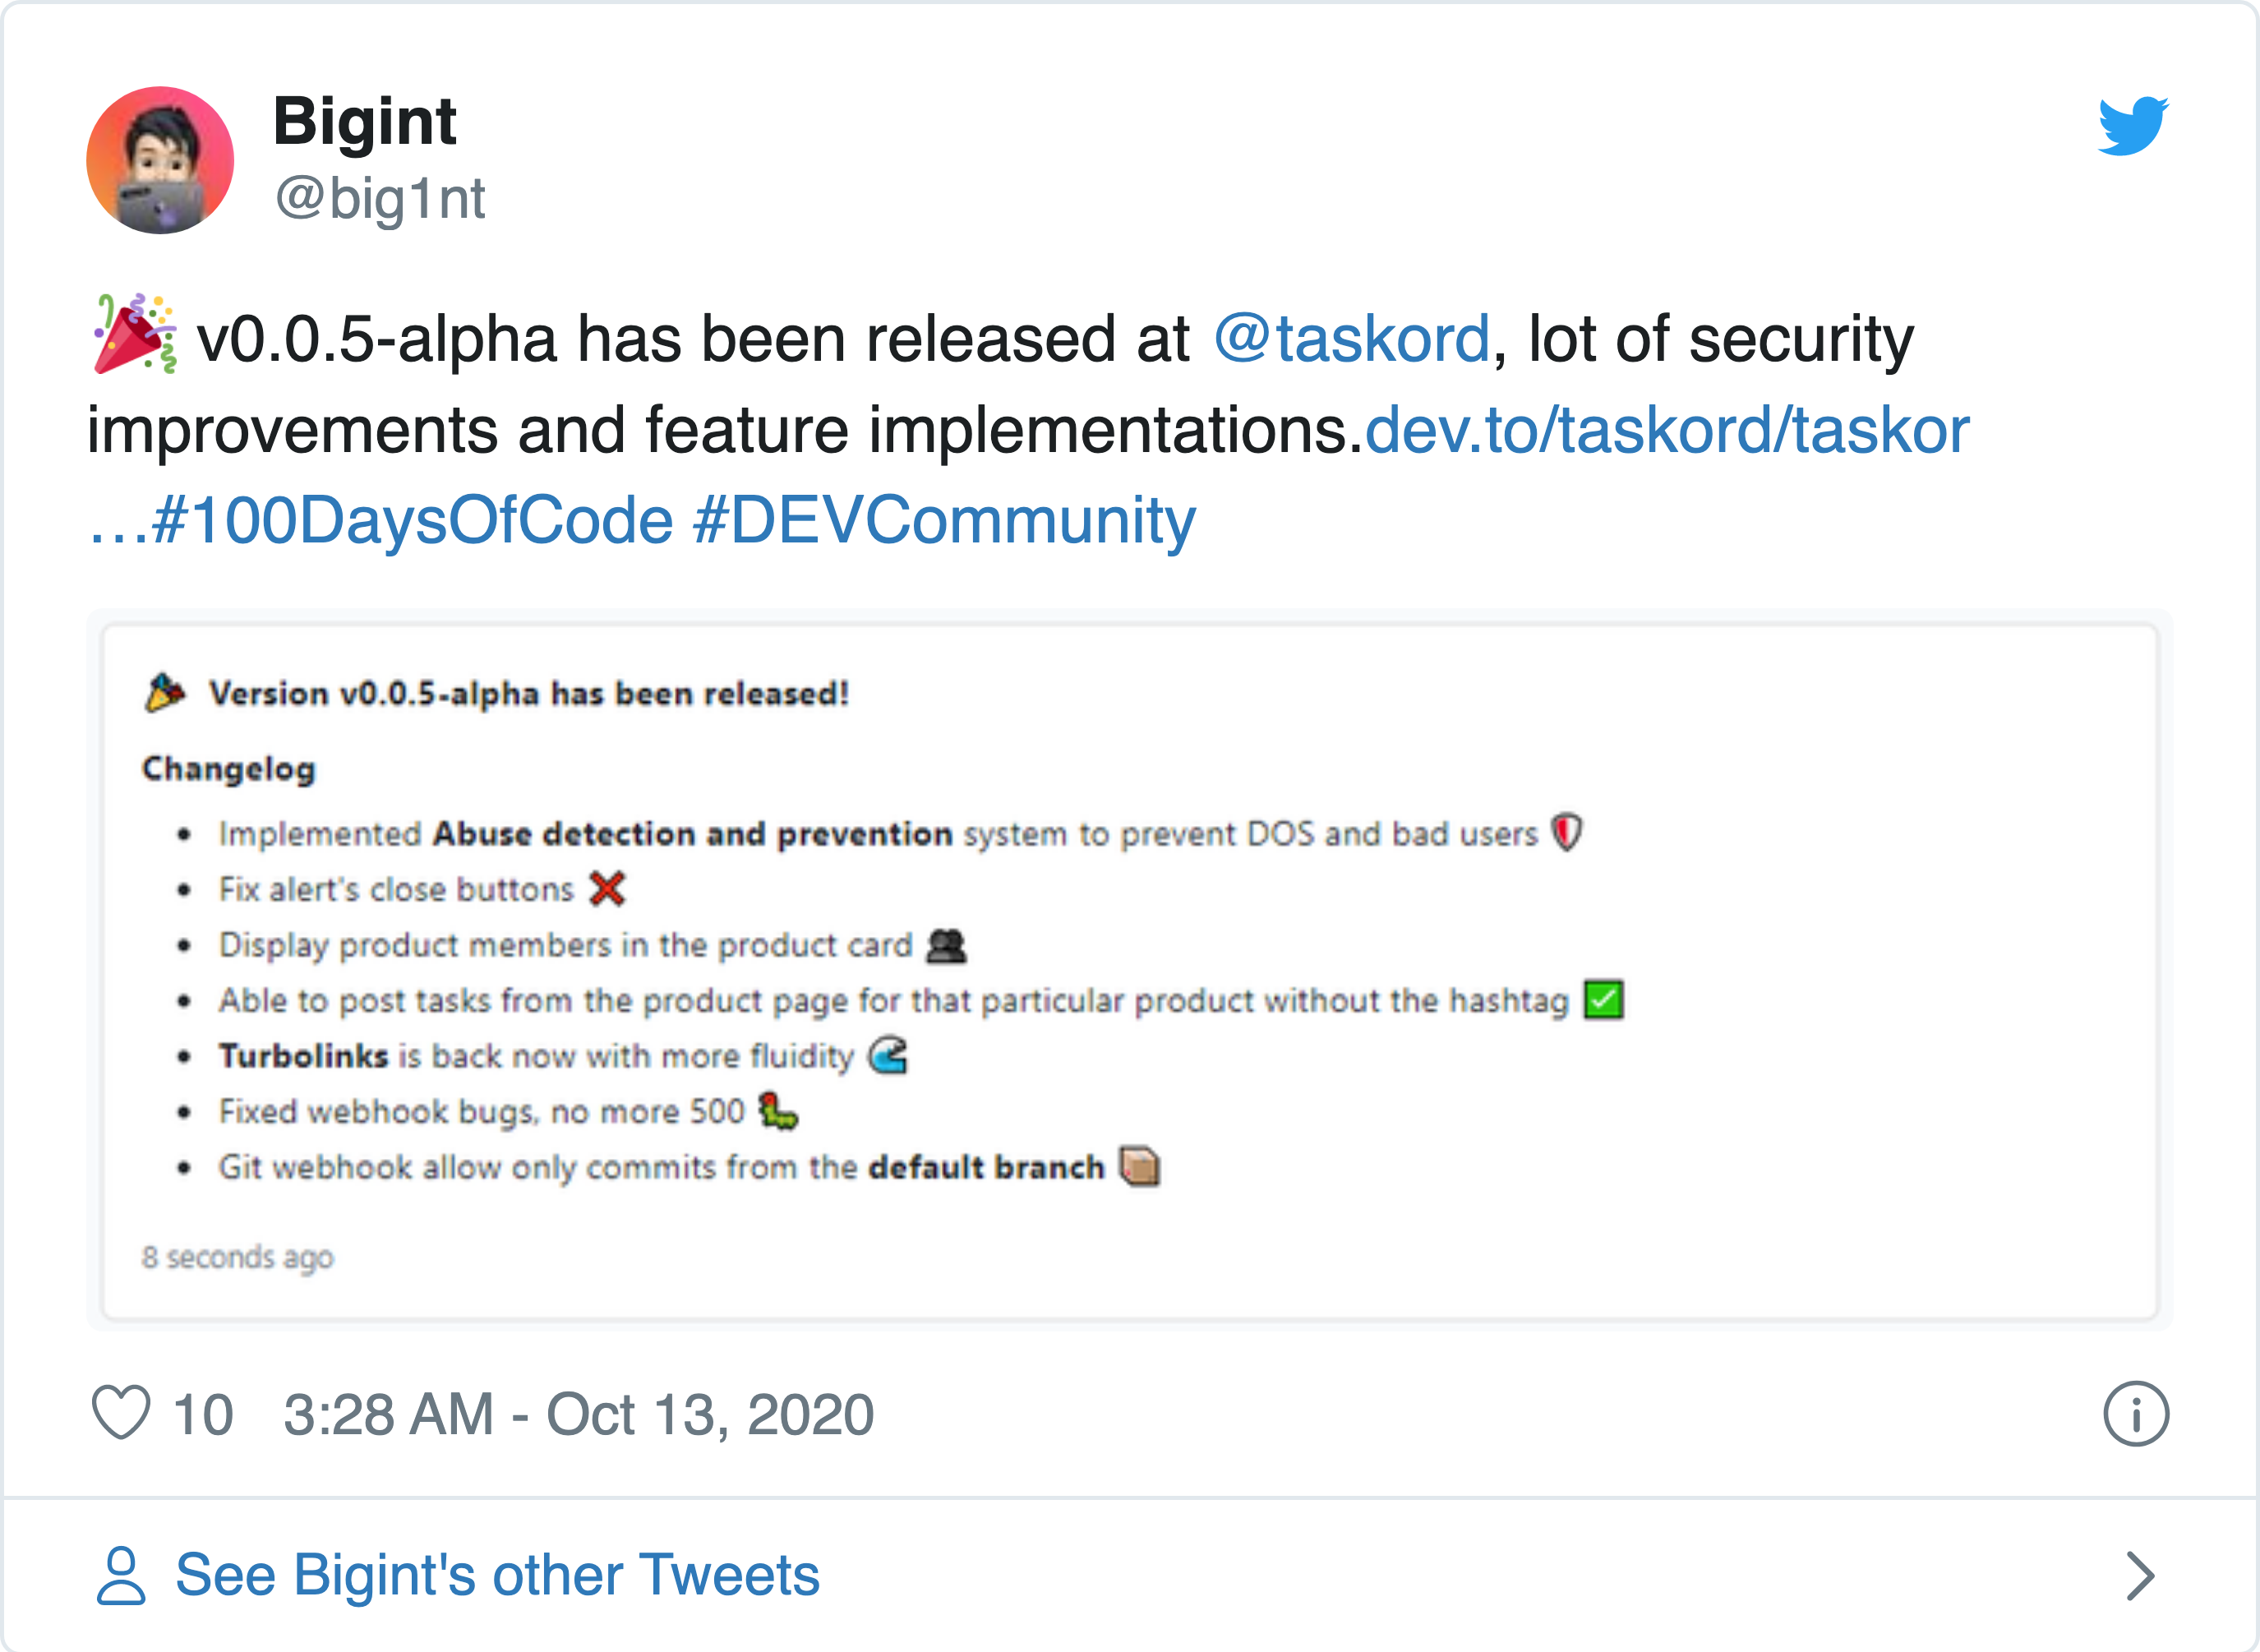 Bigint
@big1nt
🎉 v0.0.5-alpha has been released at @taskord, lot of security
improvements and feature implementations.dev.to/taskord/taskor
…#100DaysOfCode #DEVCommunity
🎉 Version v0.0.5-alpha has been released!
Changelog
• Implemented Abuse detection and prevention system to prevent DOS and bad users 🛡️
• Fix alert's close buttons ❌
• Display product members in the product card 👥
• Able to post tasks from the product page for that particular product without the hashtag ✅
• Turbolinks is back now with more fluidity 🌊
• Fixed webhook bugs, no more 500 🐛
• Git webhook allow only commits from the default branch 📦
8 seconds ago
10 3:28 AM - Oct 13, 2020
See Bigint's other Tweets